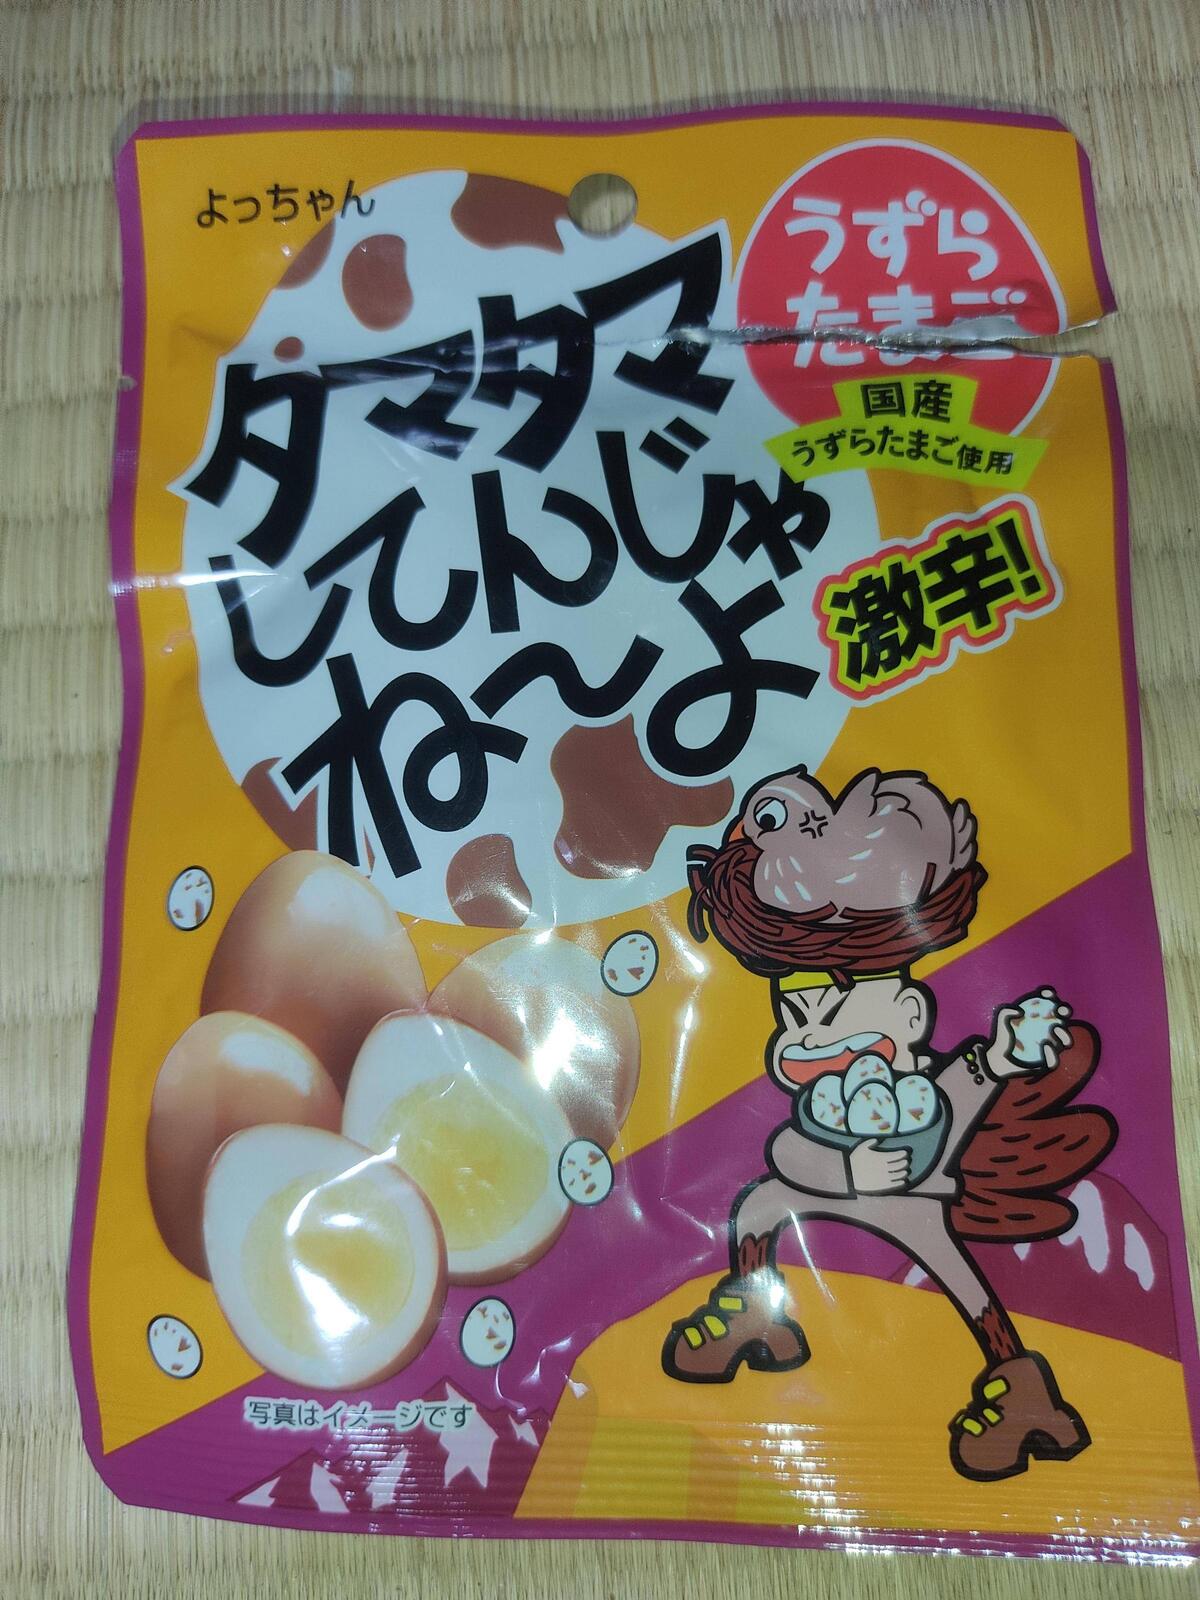 よっちゃん
うずら
たまご
国産
うずらたまご使用
タマタマ
してんじゃ
ね〜よ
激辛!
写真はイメージです